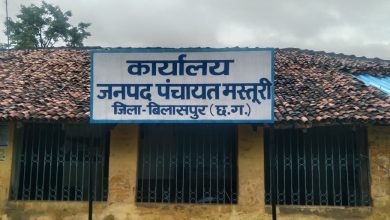 कार्यालय
जनपद पंचायत मस्तूरी
जिला-बिलासपुर (छ.ग.)